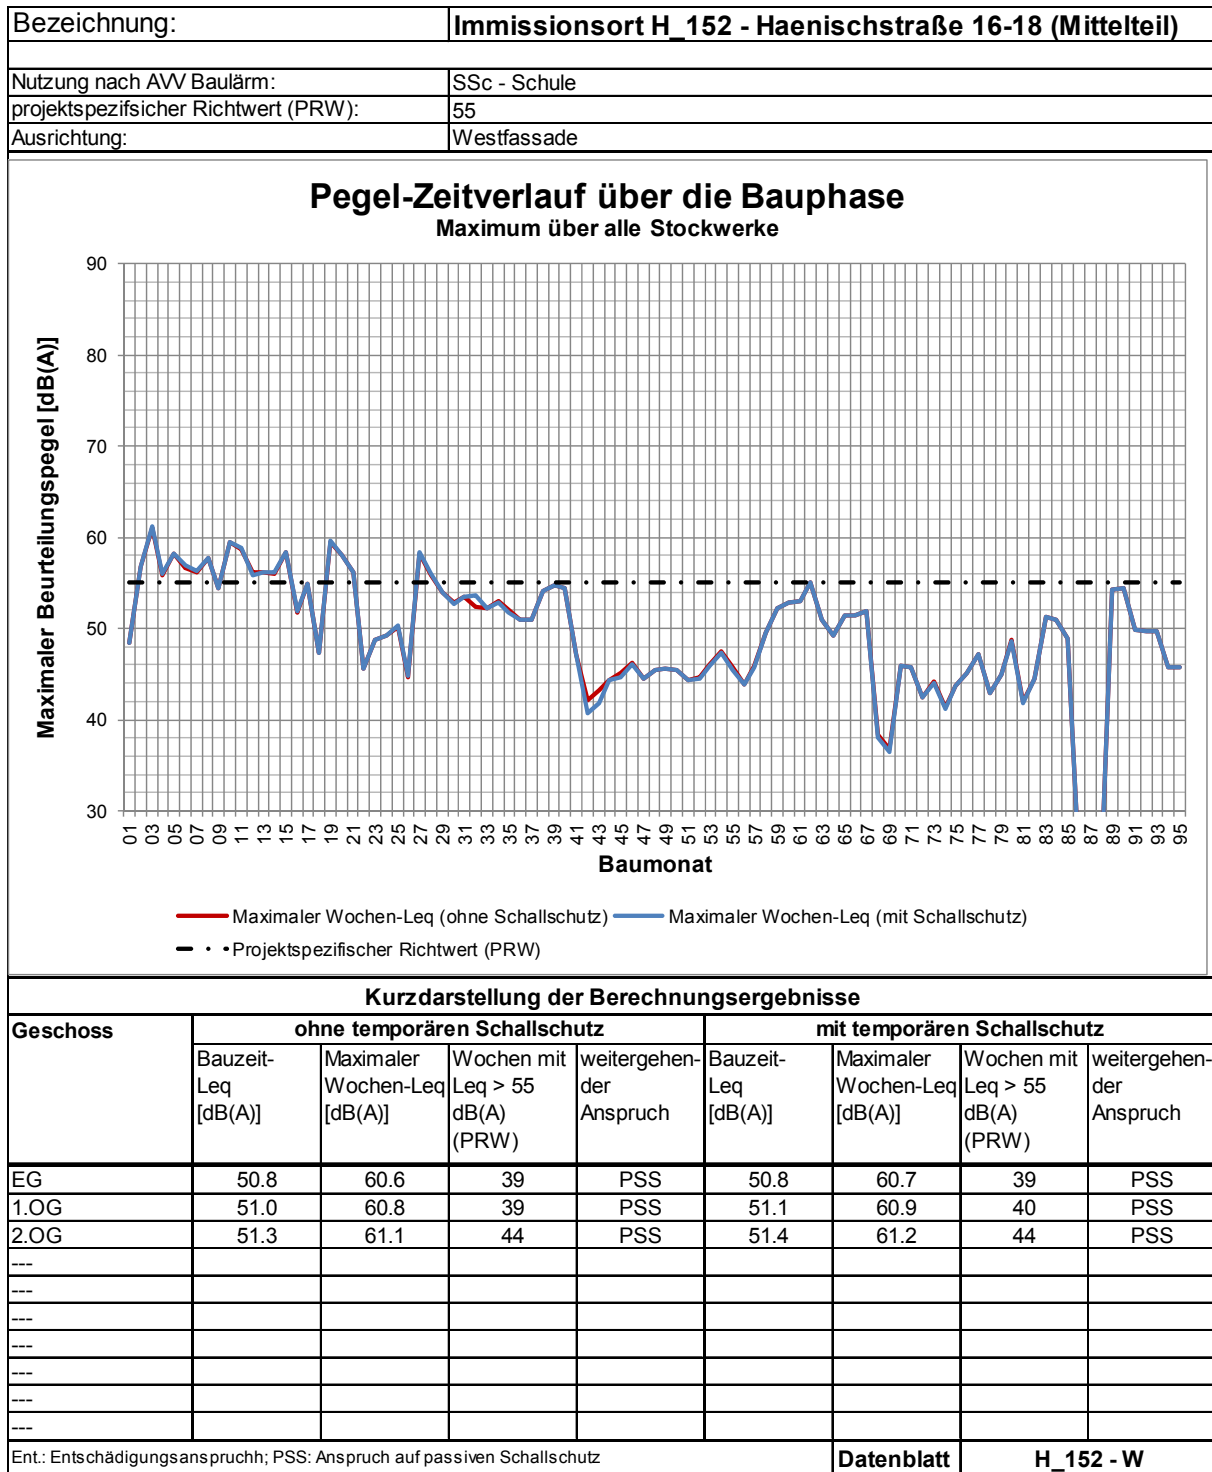 Bezeichnung: Immissionsort H_152 - Haenischstraße 16-18 (Mittelteil)
Nutzung nach AVV Baulärm: SSc - Schule
projektspezifsicher Richtwert (PRW): 55
Ausrichtung: Westfassade
Pegel-Zeitverlauf über die Bauphase
Maximum über alle Stockwerke
Maximaler Beurteilungspegel [dB(A)]
90
80
70
60
50
40
30
01 03 05 07 09 11 13 15 17 19 21 23 25 27 29 31 33 35 37 39 41 43 45 47 49 51 53 55 57 59 61 63 65 67 69 71 73 75 77 79 81 83 85 87 89 91 93 95
Baumonat
Maximaler Wochen-Leq (ohne Schallschutz) Maximaler Wochen-Leq (mit Schallschutz)
Projektspezifischer Richtwert (PRW)
Kurzdarstellung der Berechnungsergebnisse
Geschoss ohne temporären Schallschutz mit temporären Schallschutz
Bauzeit- Maximaler Wochen mit weitergehen- Bauzeit- Maximaler Wochen mit weitergehen-
Leq Wochen-Leq Leq > 55 der Leq Wochen-Leq Leq > 55 der
[dB(A)] [dB(A)] dB(A) Anspruch [dB(A)] [dB(A)] dB(A) Anspruch
(PRW) (PRW)
EG 50.8 60.6 39 PSS 50.8 60.7 39 PSS
1.OG 51.0 60.8 39 PSS 51.1 60.9 40 PSS
2.OG 51.3 61.1 44 PSS 51.4 61.2 44 PSS
---
---
---
---
---
---
---
Ent.: Entschädigungsanspruchh; PSS: Anspruch auf passiven Schallschutz Datenblatt H_152 - W